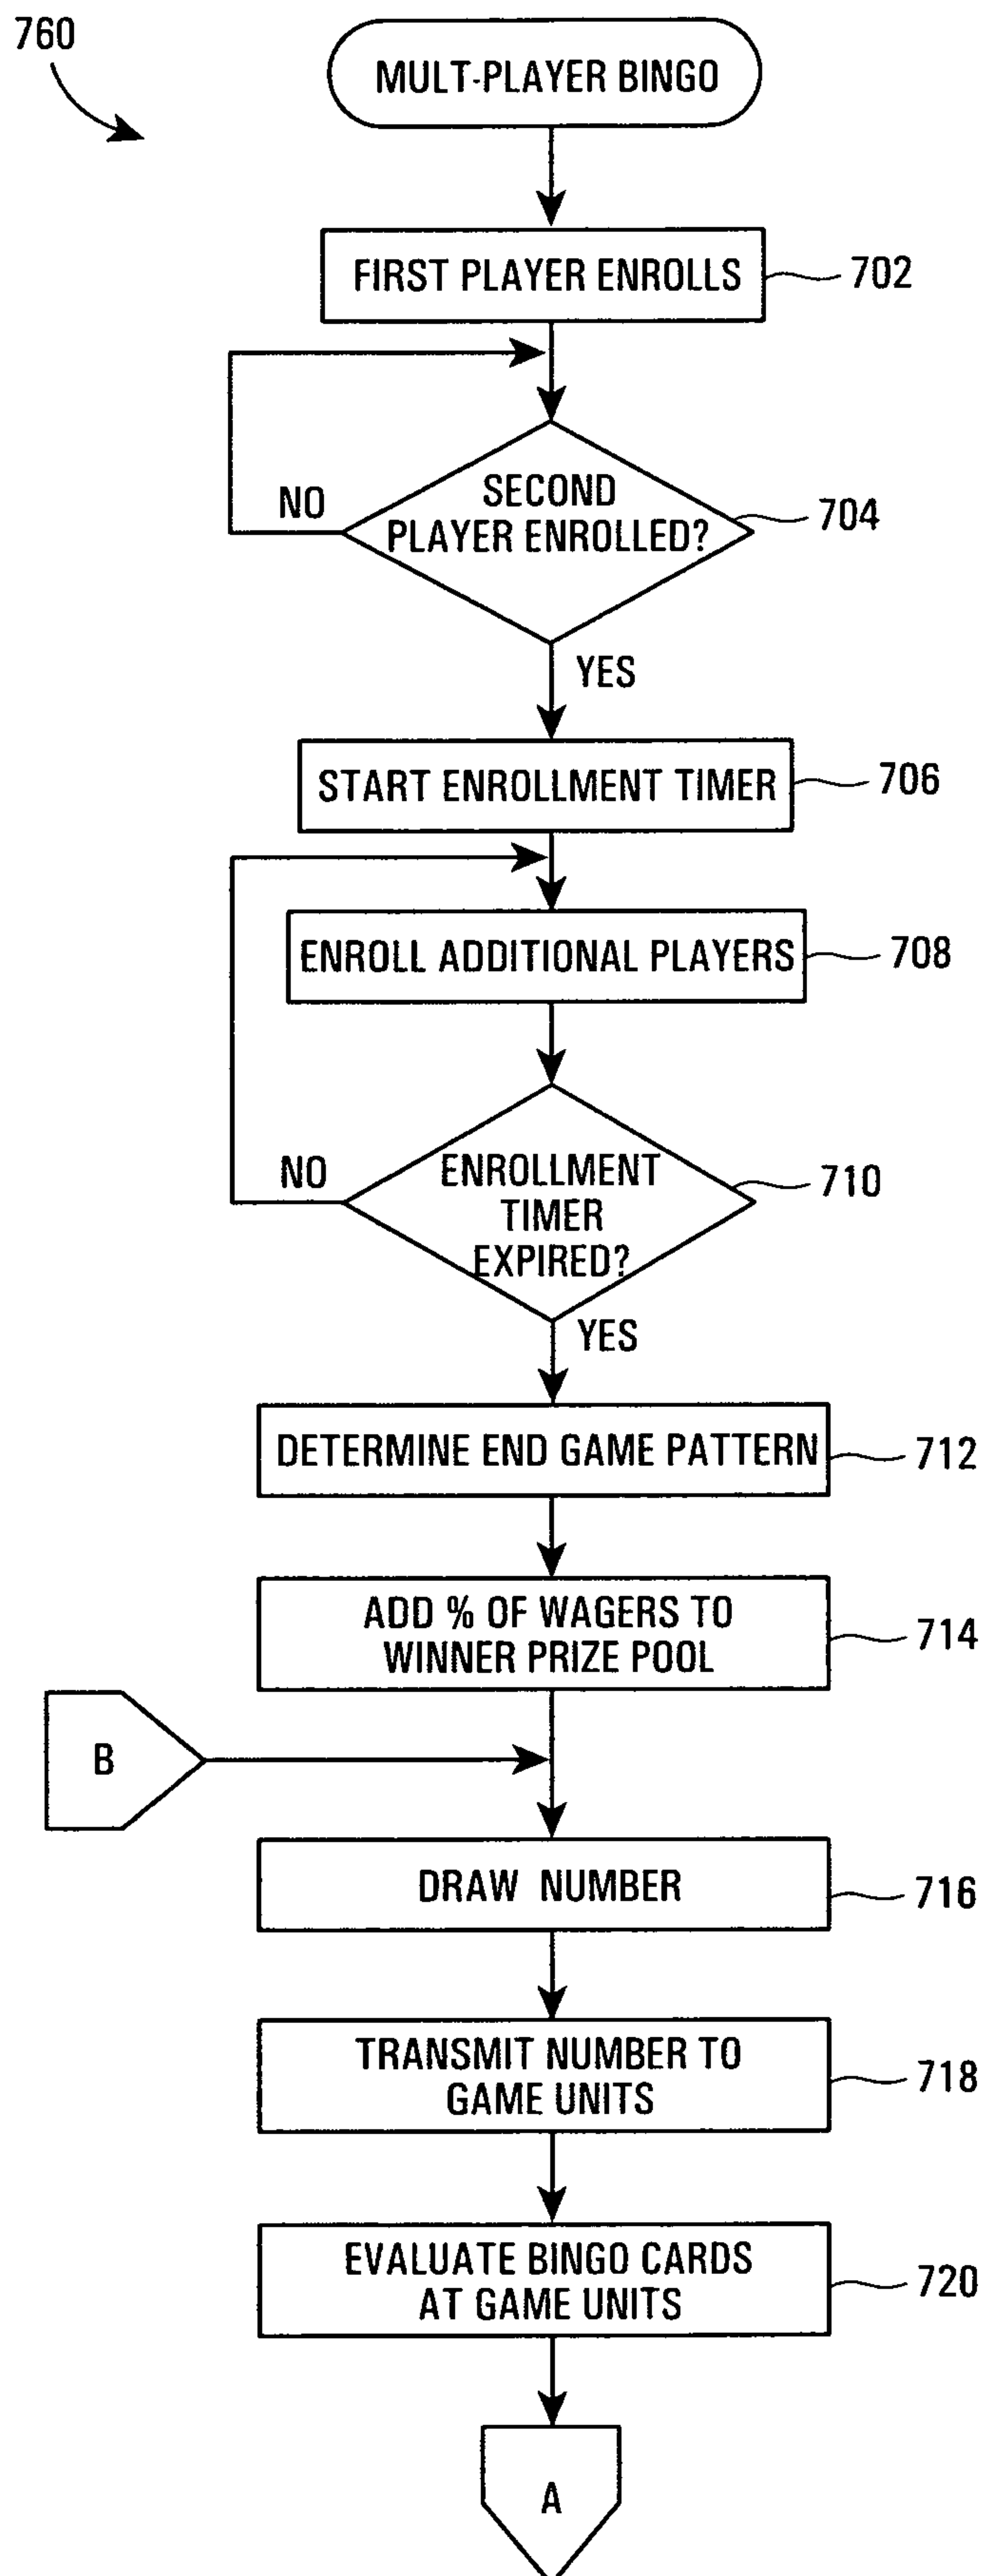 760
MULT-PLAYER BINGO
FIRST PLAYER ENROLLS
702
NO
SECOND
PLAYER ENROLLED?
704
YES
START ENROLLMENT TIMER
706
ENROLL ADDITIONAL PLAYERS
708
NO
ENROLLMENT
TIMER
EXPIRED?
710
YES
DETERMINE END GAME PATTERN
712
ADD % OF WAGERS TO
WINNER PRIZE POOL
714
B
DRAW NUMBER
716
TRANSMIT NUMBER TO
GAME UNITS
718
EVALUATE BINGO CARDS
AT GAME UNITS
720
A